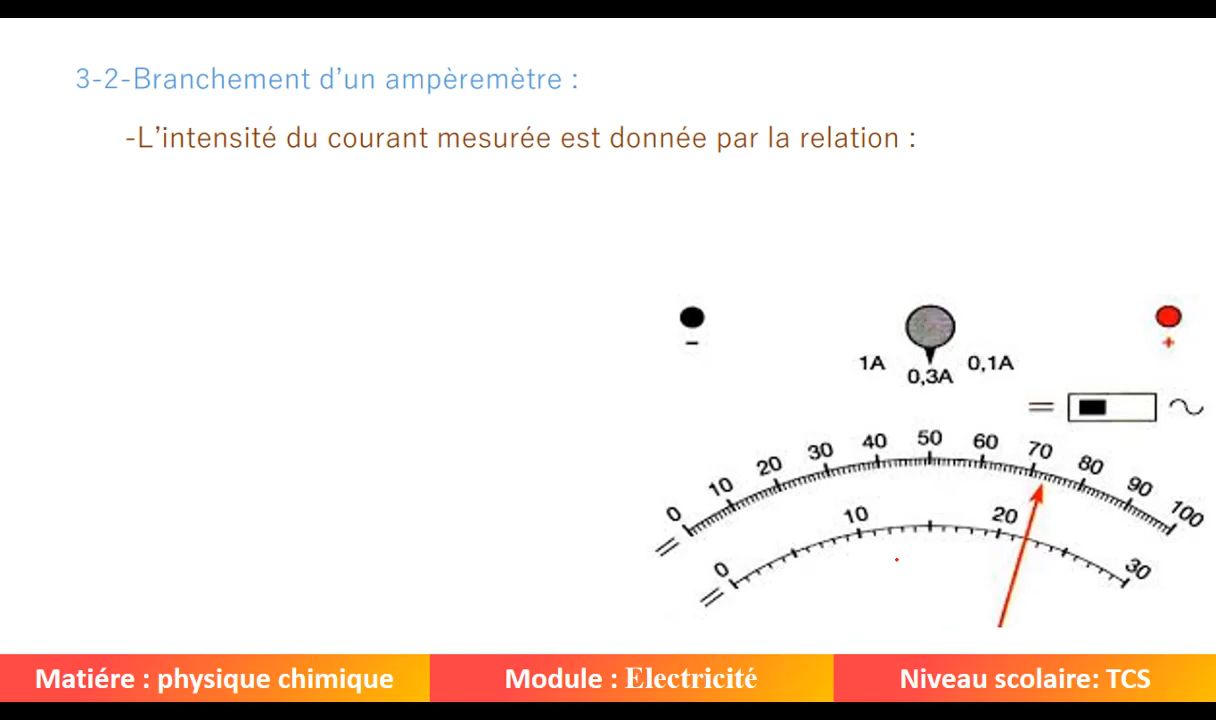 3-2-Branchement d’un ampèremètre :
-L’intensité du courant mesurée est donnée par la relation :
- +
1A 0,3A 0,1A
= ~
0 10 20 30 40 50 60 70 80 90 100
=
0 10 20 30
=
Matiére : physique chimique Module : Electricité Niveau scolaire: TCS